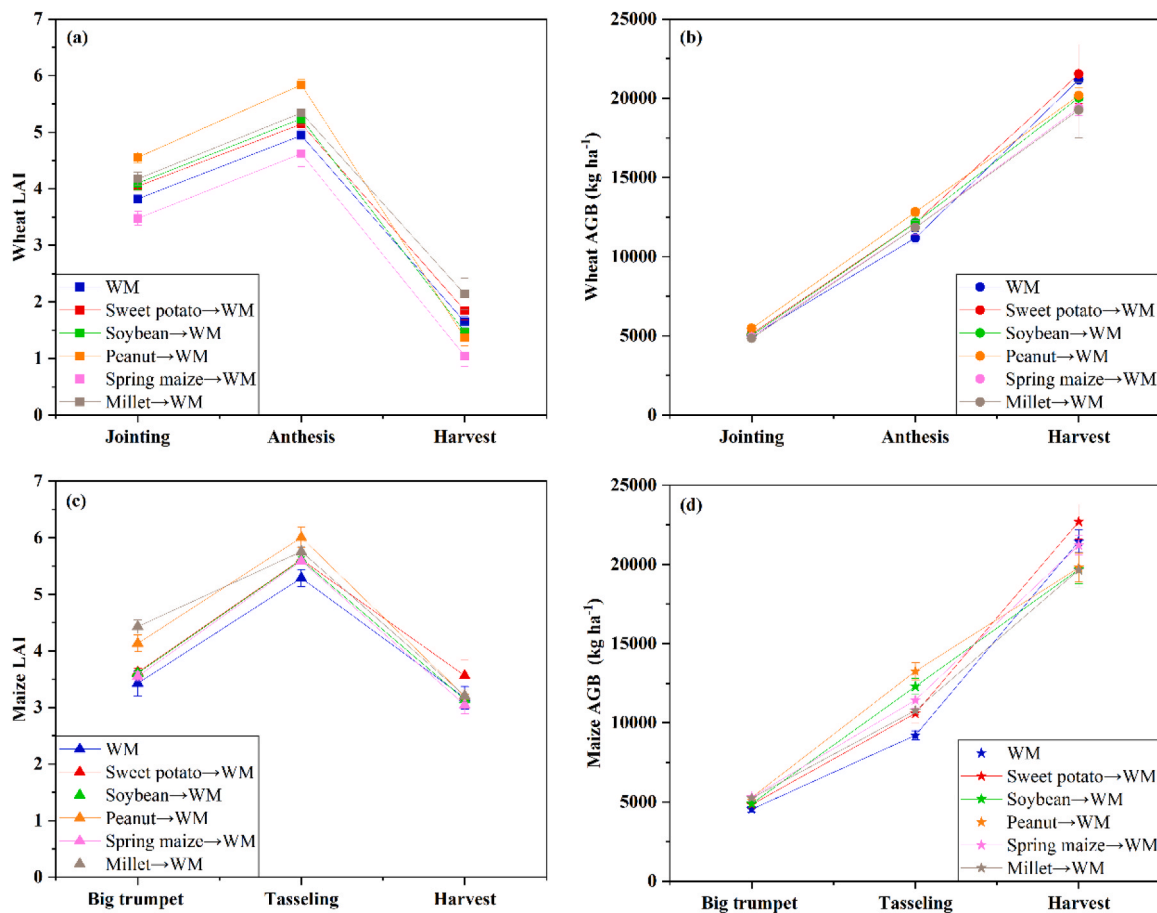 (a)
7
6
5
4
3
2
1
0
Wheat LAI
WM
Sweet potato→WM
Soybean→WM
Peanut→WM
Spring maize→WM
Millet→WM
Jointing Anthesis Harvest
(b)
25000
20000
15000
10000
5000
0
Wheat AGB (kg ha⁻¹)
WM
Sweet potato→WM
Soybean→WM
Peanut→WM
Spring maize→WM
Millet→WM
Jointing Anthesis Harvest
(c)
7
6
5
4
3
2
1
0
Maize LAI
WM
Sweet potato→WM
Soybean→WM
Peanut→WM
Spring maize→WM
Millet→WM
Big trumpet Tasseling Harvest
(d)
25000
20000
15000
10000
5000
0
Maize AGB (kg ha⁻¹)
WM
Sweet potato→WM
Soybean→WM
Peanut→WM
Spring maize→WM
Millet→WM
Big trumpet Tasseling Harvest